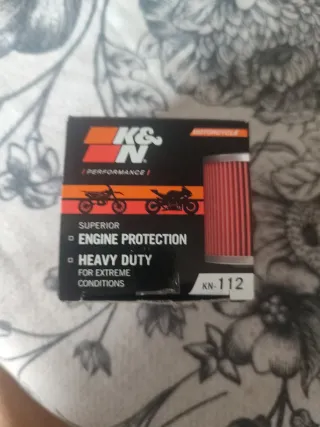 MOTORCYCLE
K&N
PERFORMANCE
SUPERIOR
ENGINE PROTECTION
HEAVY DUTY
FOR EXTREME
CONDITIONS
KN-112